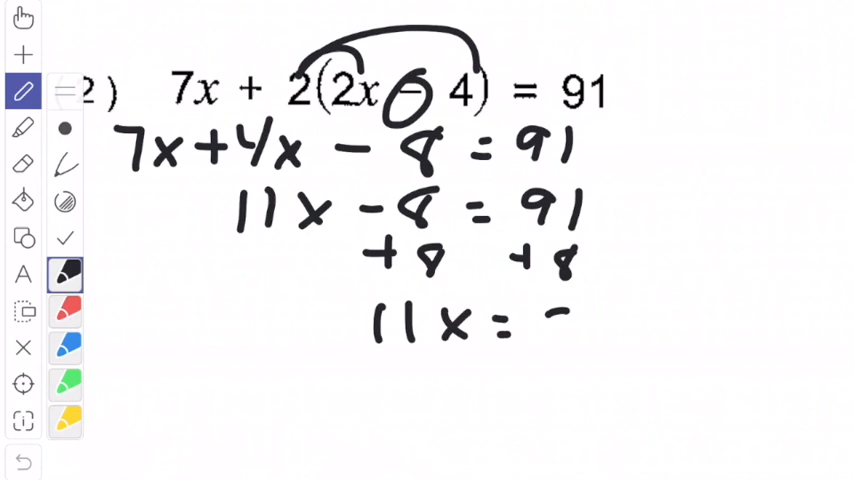 2) 7x + 2(2x − 4) = 91
7x + 4x − 8 = 91
11x − 8 = 91
+8 +8
11x =